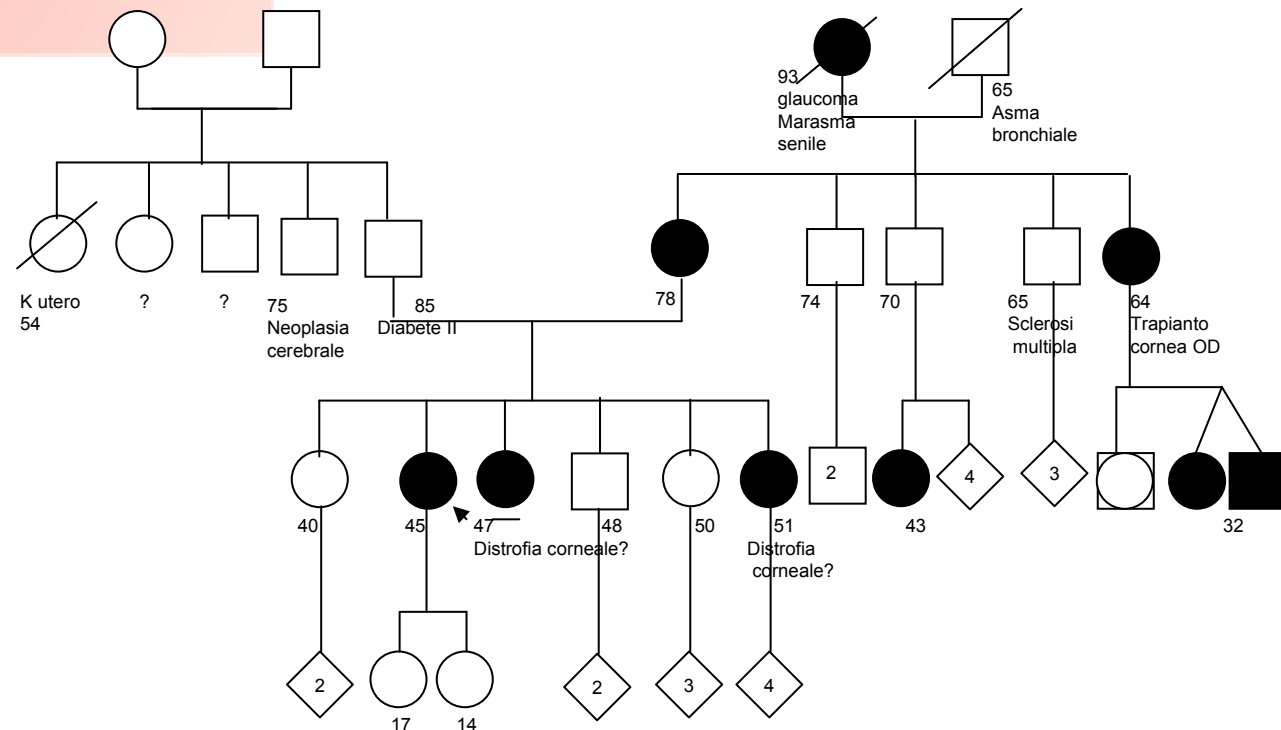 93
glaucoma
Marasma
senile
65
Asma
bronchiale
K utero
54
?
?
75
Neoplasia
cerebrale
85
Diabete II
78
74
70
65
Sclerosi
multipla
64
Trapianto
cornea OD
40
45
47
Distrofia corneale?
48
50
51
Distrofia
corneale?
2
43
4
3
32
2
17
14
2
3
4